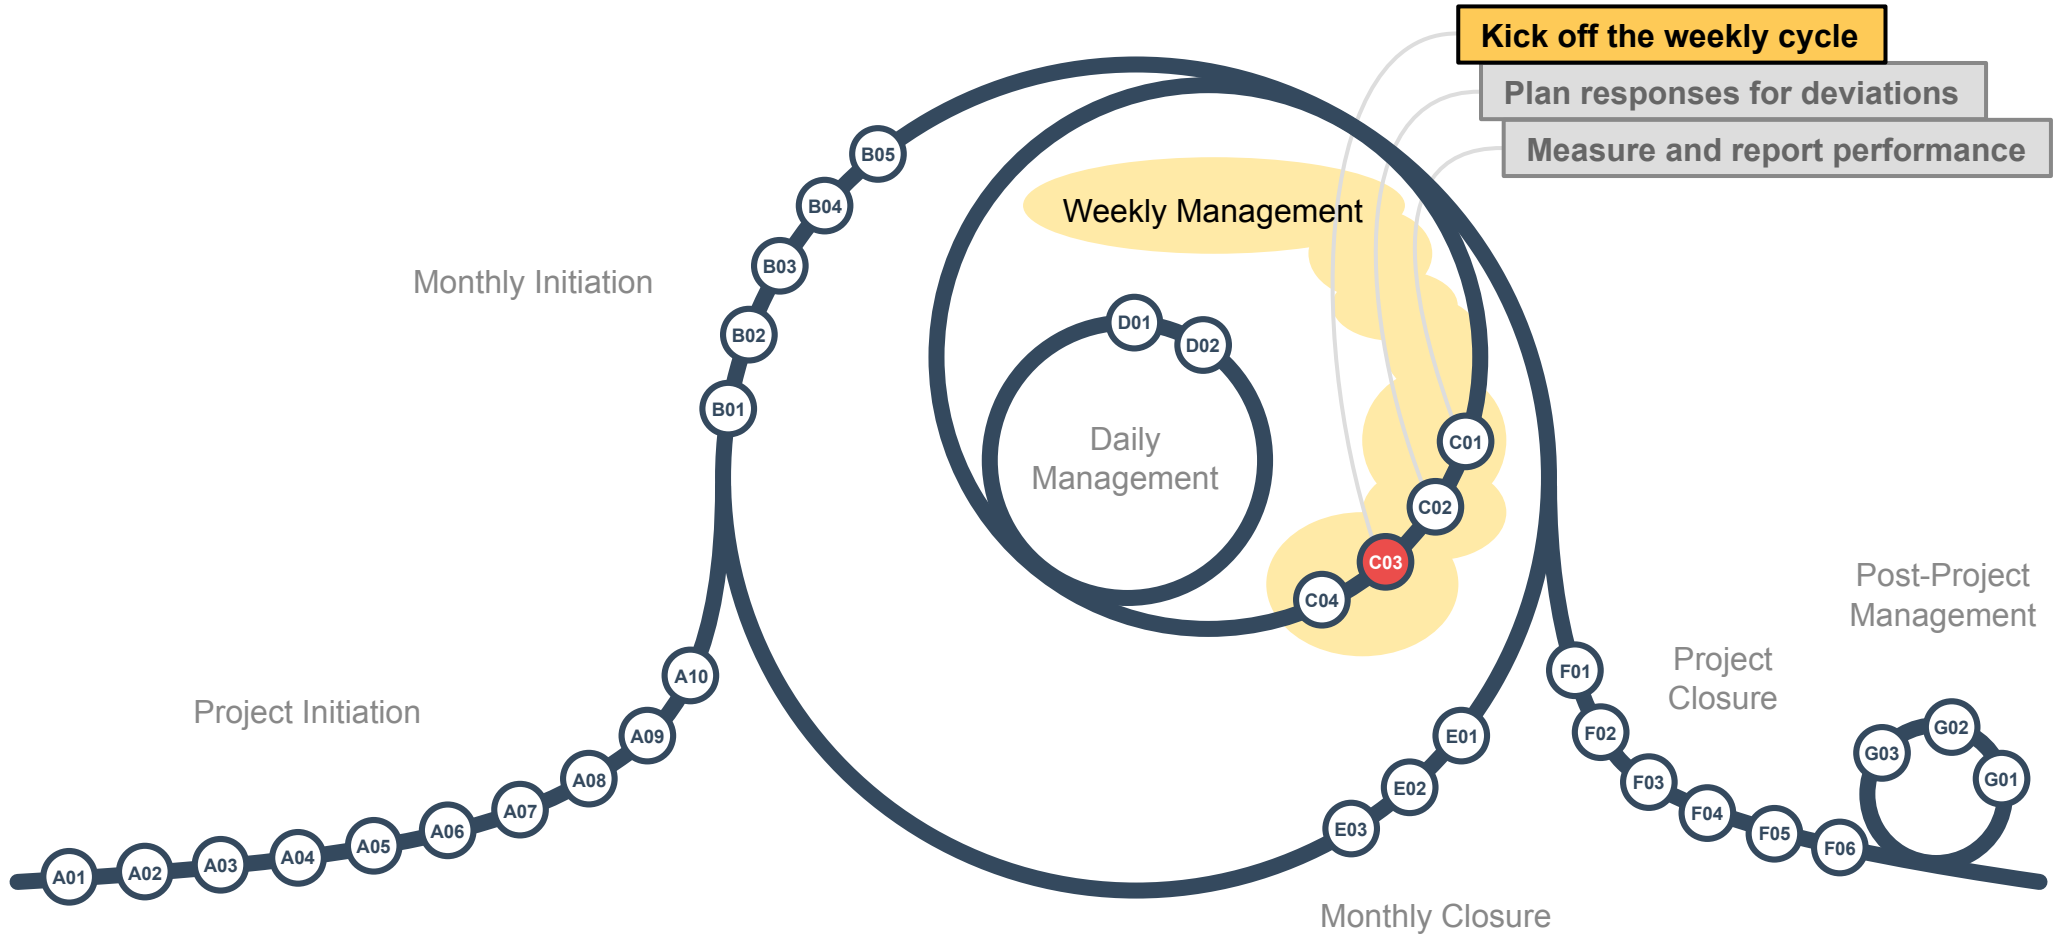 Kick off the weekly cycle
Plan responses for deviations
Measure and report performance
Weekly Management
Monthly Initiation
Daily
Management
Project Initiation
Post-Project
Management
Project
Closure
Monthly Closure
A01
A02
A03
A04
A05
A06
A07
A08
A09
A10
B01
B02
B03
B04
B05
C01
C02
C03
C04
D01
D02
E01
E02
E03
F01
F02
F03
F04
F05
F06
G01
G02
G03